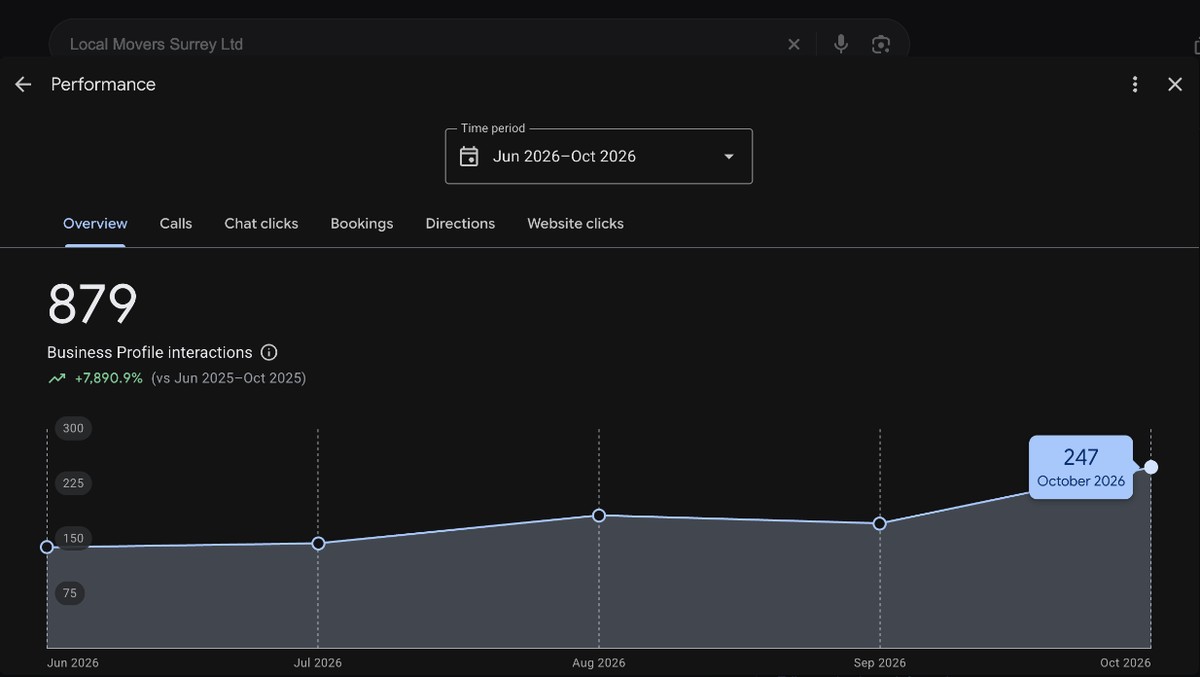 Local Movers Surrey Ltd
Performance
Time period
Jun 2026–Oct 2026
Overview Calls Chat clicks Bookings Directions Website clicks
879
Business Profile interactions
+7,890.9% (vs Jun 2025–Oct 2025)
300
225
150
75
247
October 2026
Jun 2026 Jul 2026 Aug 2026 Sep 2026 Oct 2026